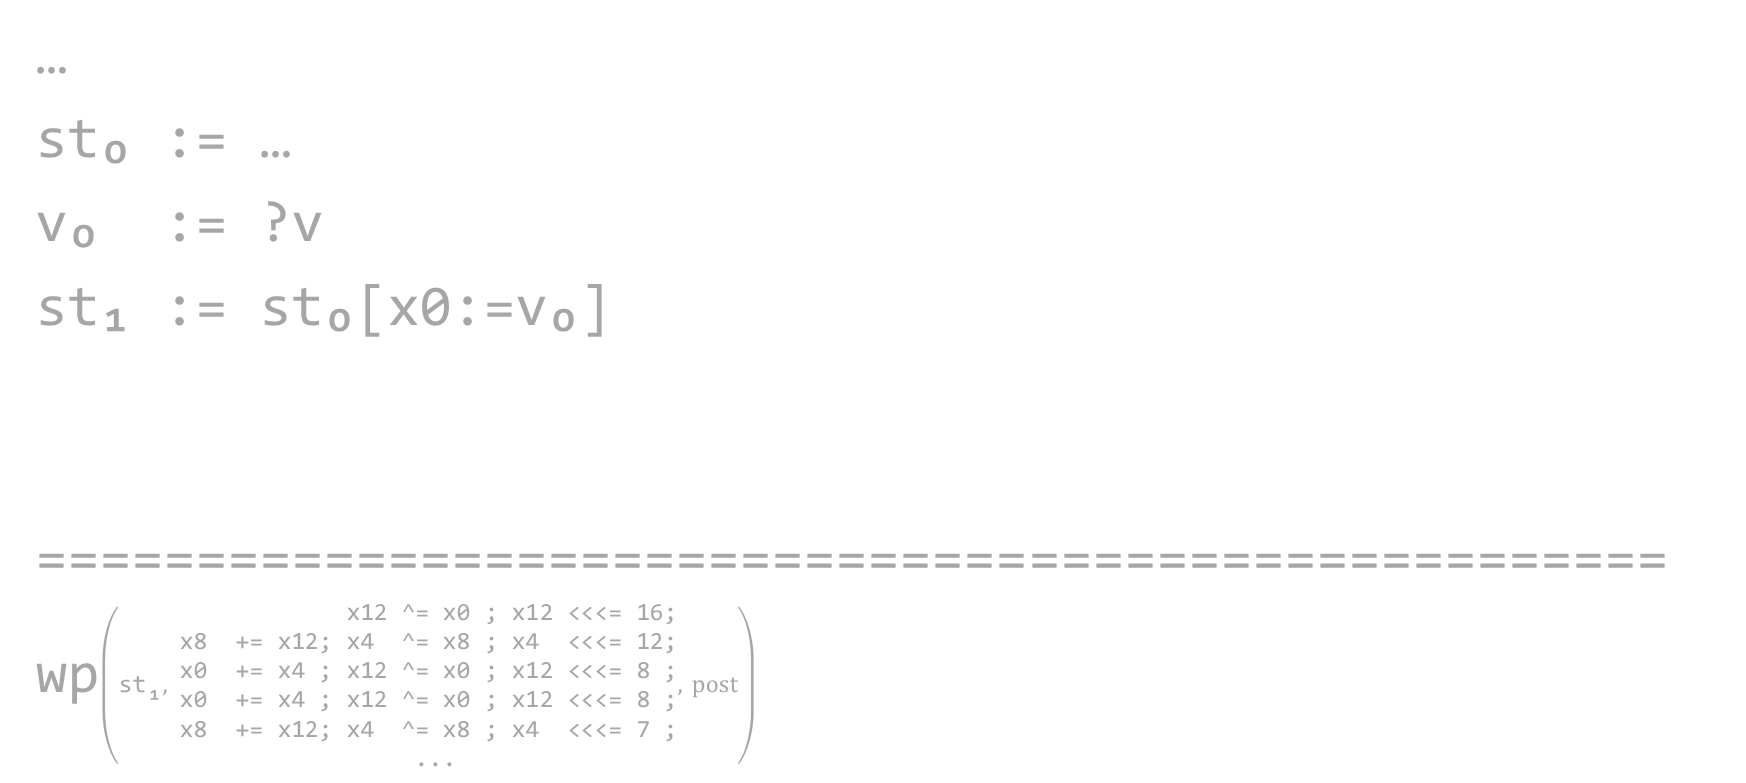 …
st₀ := …
v₀  := ?v
st₁ := st₀[x0:=v₀]
===================================================
x12 ^= x0 ; x12 <<<= 16;
x8  += x12; x4  ^= x8 ; x4  <<<= 12;
x0  += x4 ; x12 ^= x0 ; x12 <<<= 8 ;
wp( st₁, x0  += x4 ; x12 ^= x0 ; x12 <<<= 8 ; , post )
x8  += x12; x4  ^= x8 ; x4  <<<= 7 ;
...